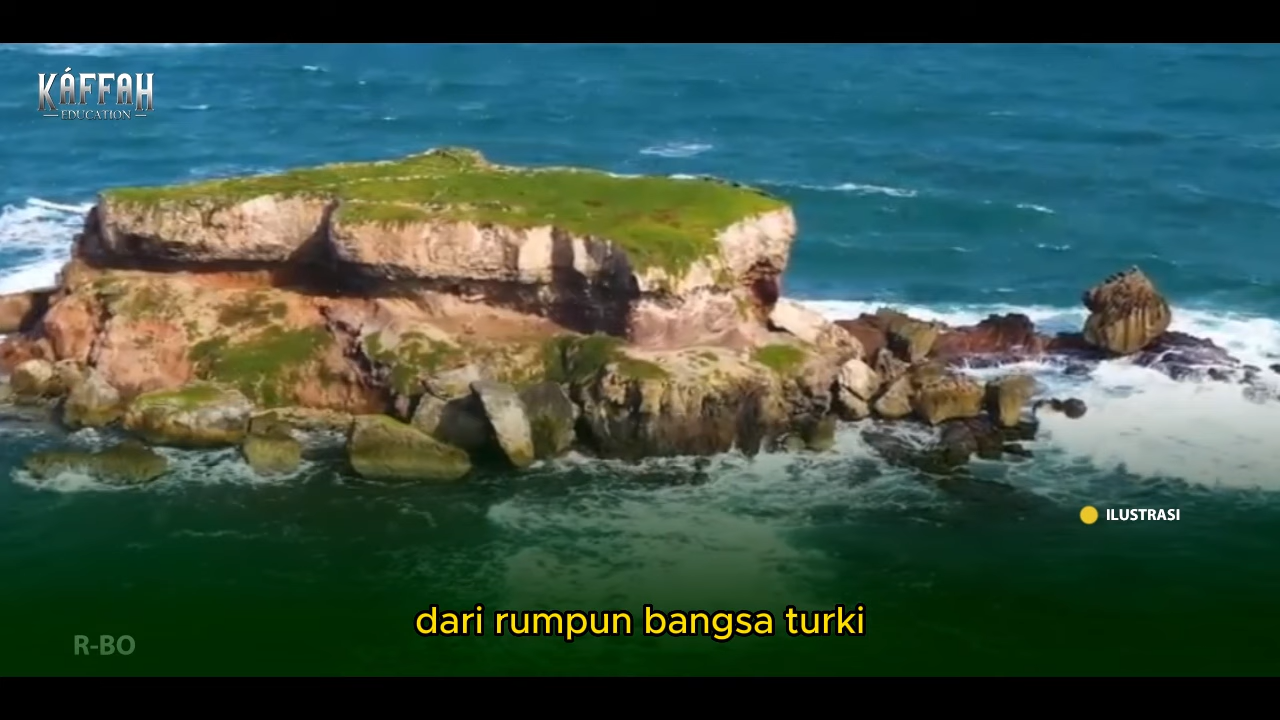 KÁFFAH
EDUCATION
ILUSTRASI
dari rumpun bangsa turki
R-BO